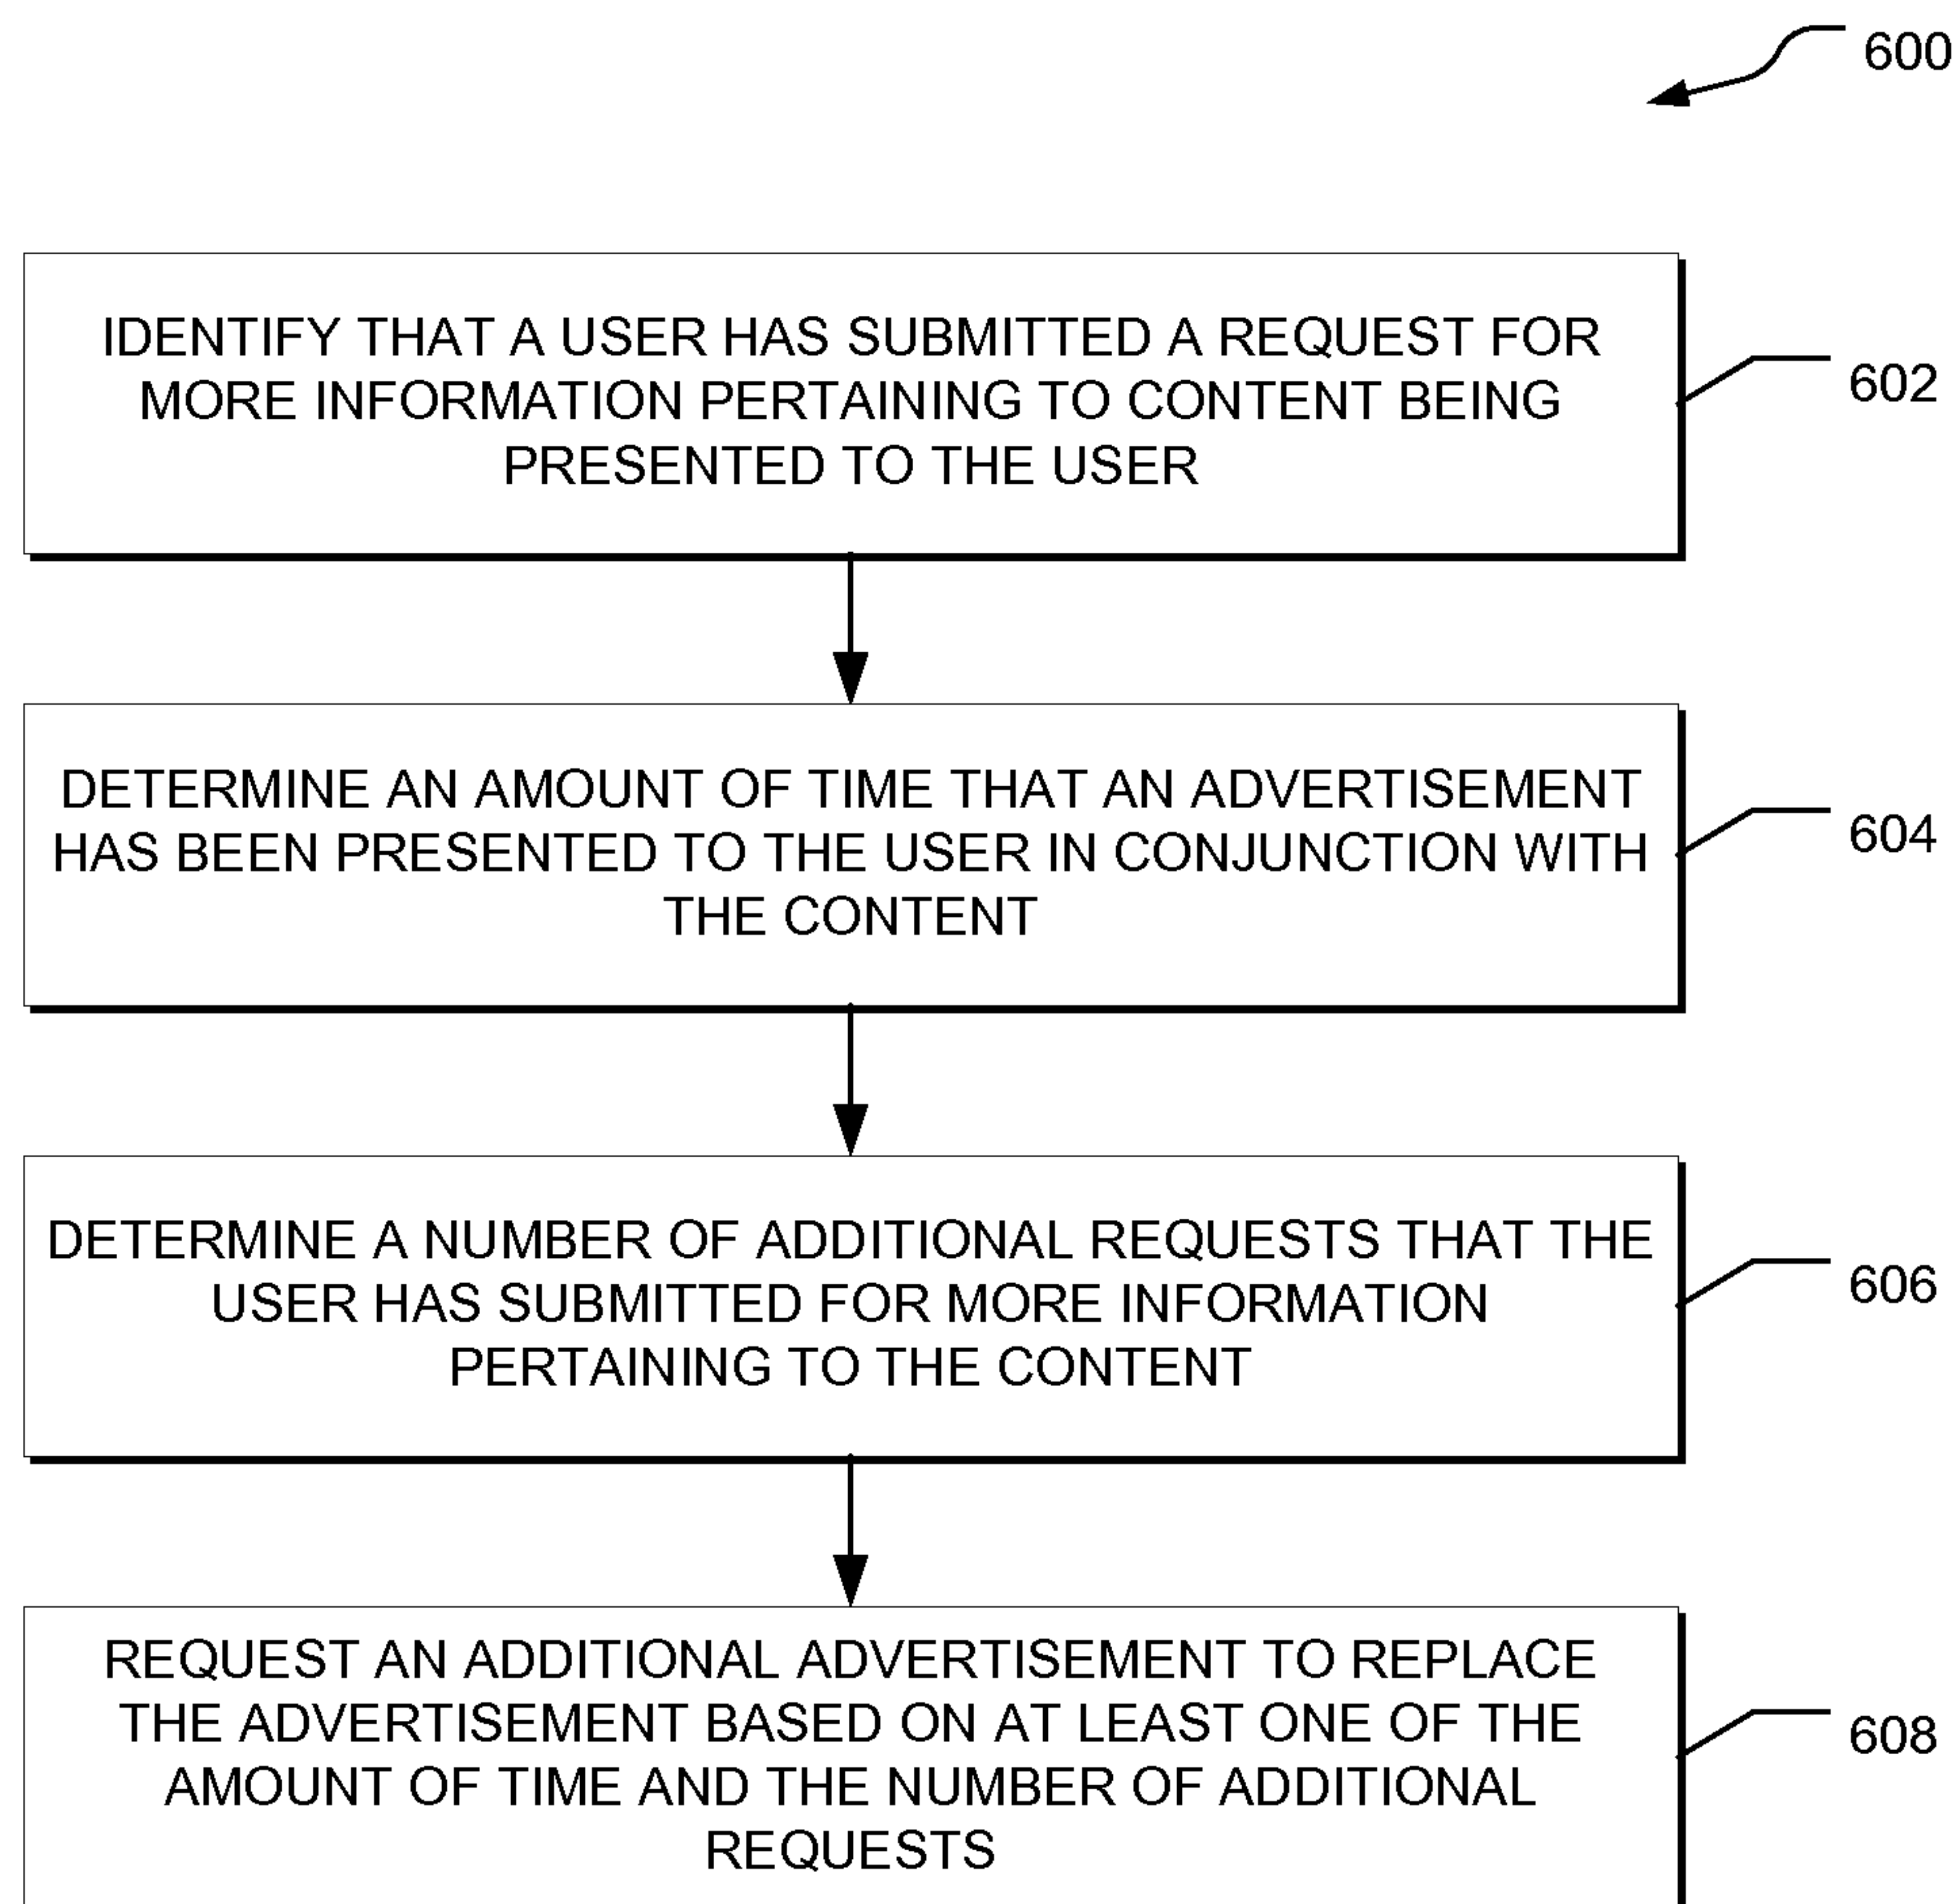 600
IDENTIFY THAT A USER HAS SUBMITTED A REQUEST FOR
MORE INFORMATION PERTAINING TO CONTENT BEING
PRESENTED TO THE USER
602
DETERMINE AN AMOUNT OF TIME THAT AN ADVERTISEMENT
HAS BEEN PRESENTED TO THE USER IN CONJUNCTION WITH
THE CONTENT
604
DETERMINE A NUMBER OF ADDITIONAL REQUESTS THAT THE
USER HAS SUBMITTED FOR MORE INFORMATION
PERTAINING TO THE CONTENT
606
REQUEST AN ADDITIONAL ADVERTISEMENT TO REPLACE
THE ADVERTISEMENT BASED ON AT LEAST ONE OF THE
AMOUNT OF TIME AND THE NUMBER OF ADDITIONAL
REQUESTS
608